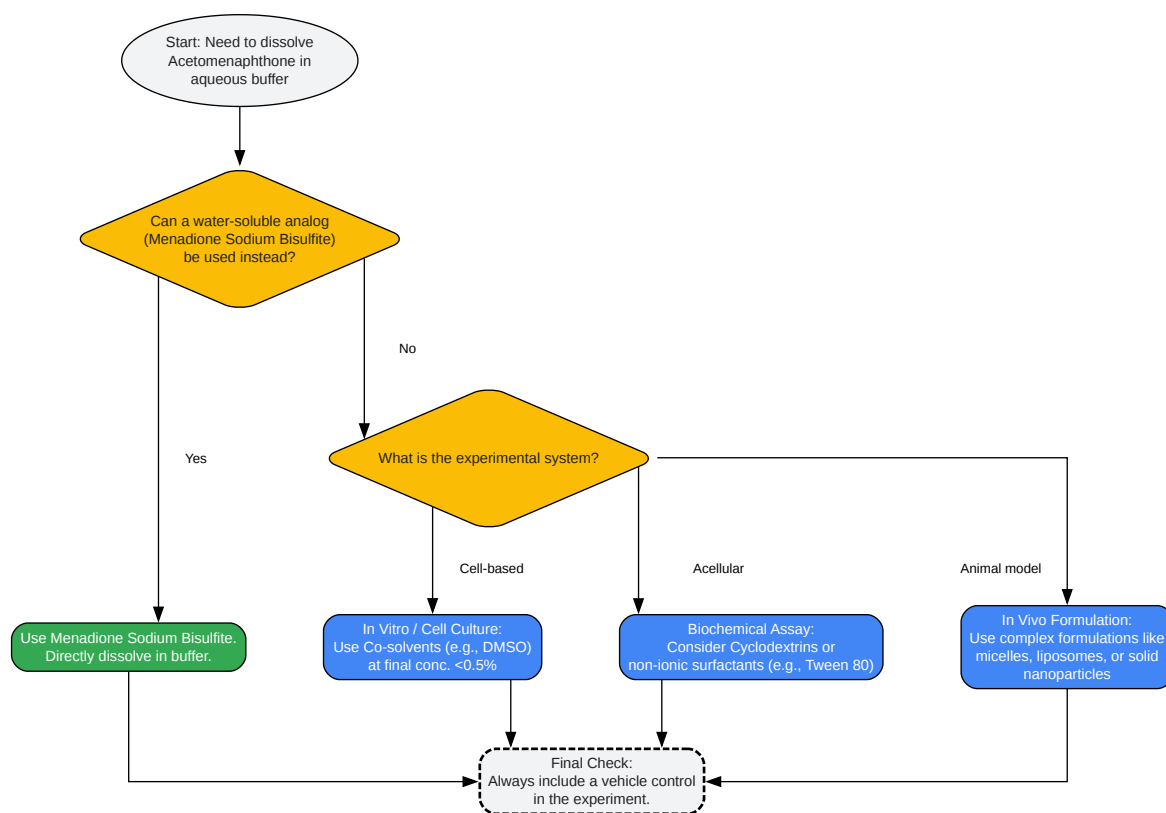 Start: Need to dissolve
Acetomenaphthone in
aqueous buffer
Can a water-soluble analog
(Menadione Sodium Bisulfite)
be used instead?
No
Yes
What is the experimental system?
Cell-based
Acellular
Animal model
Use Menadione Sodium Bisulfite.
Directly dissolve in buffer.
In Vitro / Cell Culture:
Use Co-solvents (e.g., DMSO)
at final conc. <0.5%
Biochemical Assay:
Consider Cyclodextrins or
non-ionic surfactants (e.g., Tween 80)
In Vivo Formulation:
Use complex formulations like
micelles, liposomes, or solid
nanoparticles
Final Check:
Always include a vehicle control
in the experiment.